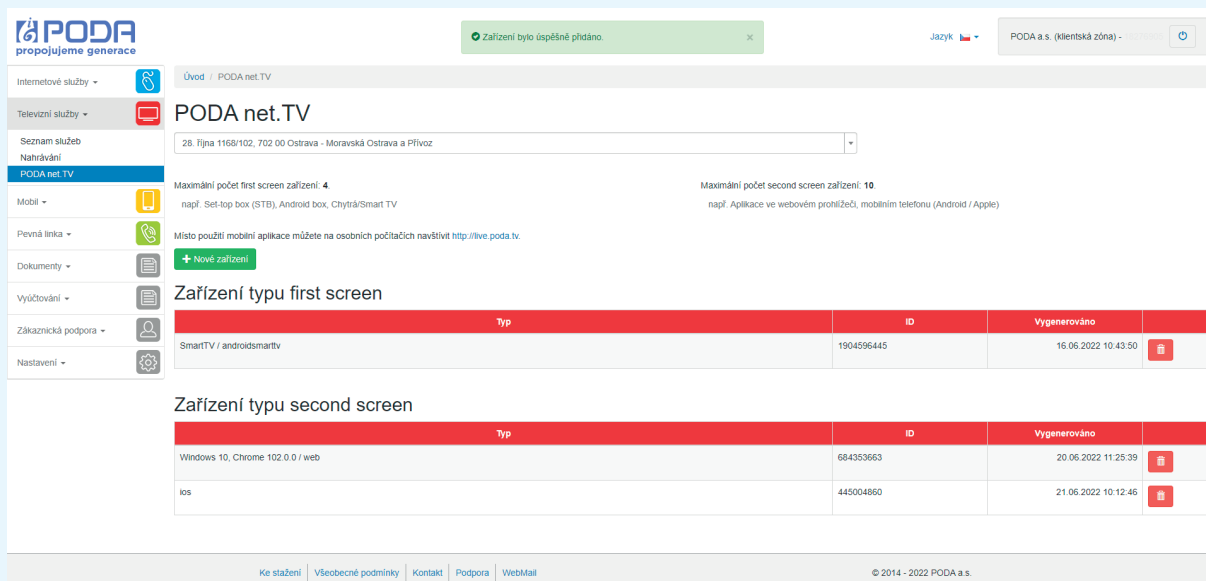 PODA
propojujeme generace
Zařízení bylo úspěšně přidáno. ×
Jazyk
PODA a.s. (klientská zóna) -
Internetové služby
Televizní služby
Seznam služeb
Nahrávání
PODA net.TV
Mobil
Pevná linka
Dokumenty
Vyúčtování
Zákaznická podpora
Nastavení
Úvod / PODA net.TV
PODA net.TV
28. října 1168/102, 702 00 Ostrava - Moravská Ostrava a Přívoz
Maximální počet first screen zařízení: 4.
např. Set-top box (STB), Android box, Chytrá/Smart TV
Maximální počet second screen zařízení: 10.
např. Aplikace ve webovém prohlížeči, mobilním telefonu (Android / Apple)
Místo použití mobilní aplikace můžete na osobních počítačích navštívit http://live.poda.tv.
+ Nové zařízení
Zařízení typu first screen
Typ ID Vygenerováno
SmartTV / androidsmarttv 1904596445 16.06.2022 10:43:50
Zařízení typu second screen
Typ ID Vygenerováno
Windows 10, Chrome 102.0.0 / web 684353663 20.06.2022 11:25:39
ios 445004860 21.06.2022 10:12:46
Ke stažení | Všeobecné podmínky | Kontakt | Podpora | WebMail
© 2014 - 2022 PODA a.s.